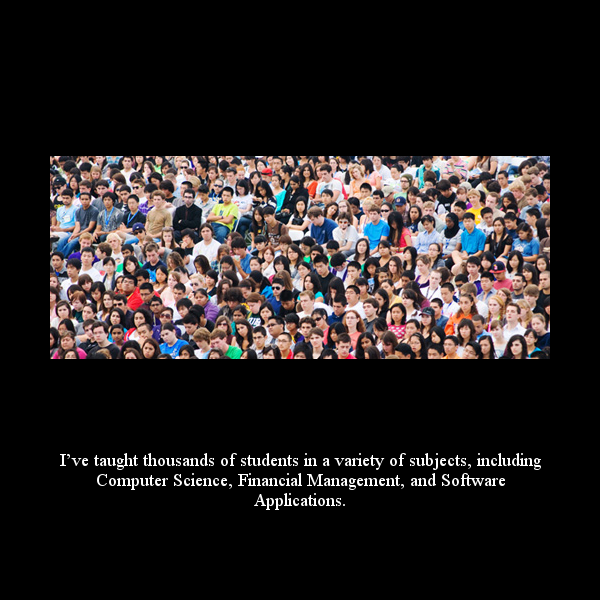 I’ve taught thousands of students in a variety of subjects, including
Computer Science, Financial Management, and Software
Applications.